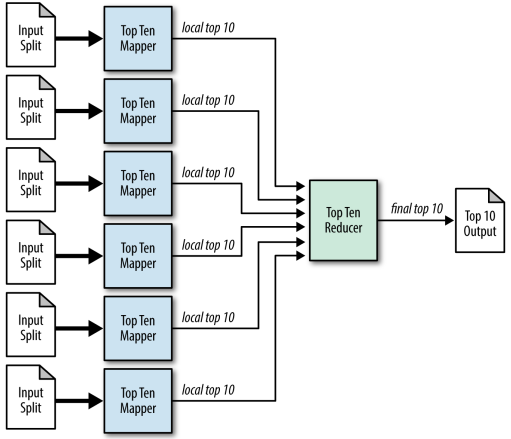 Input
Split
Top Ten
Mapper
local top 10
Input
Split
Top Ten
Mapper
local top 10
Input
Split
Top Ten
Mapper
local top 10
Input
Split
Top Ten
Mapper
local top 10
Input
Split
Top Ten
Mapper
local top 10
Input
Split
Top Ten
Mapper
local top 10
Top Ten
Reducer
final top 10
Top 10
Output